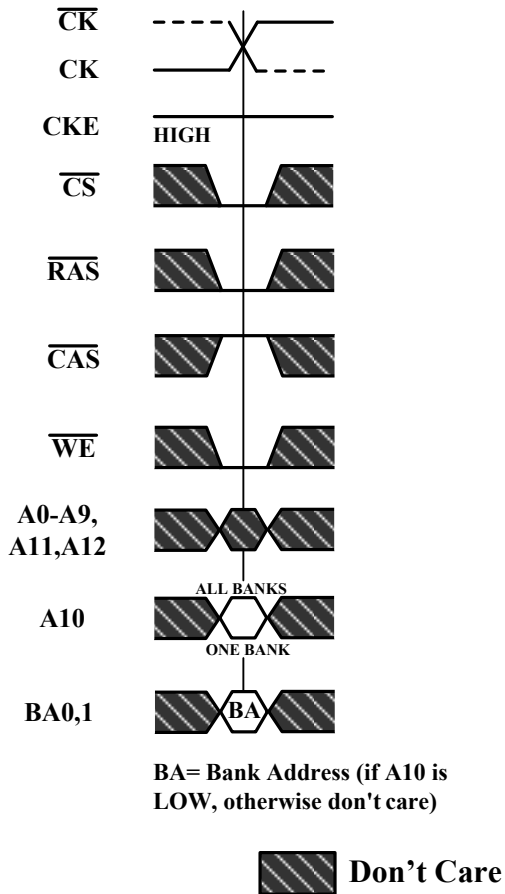 CK
CK
CKE
HIGH
CS
RAS
CAS
WE
A0-A9,
A11,A12
ALL BANKS
A10
ONE BANK
BA0,1
BA
BA= Bank Address (if A10 is
LOW, otherwise don't care)
Don't Care